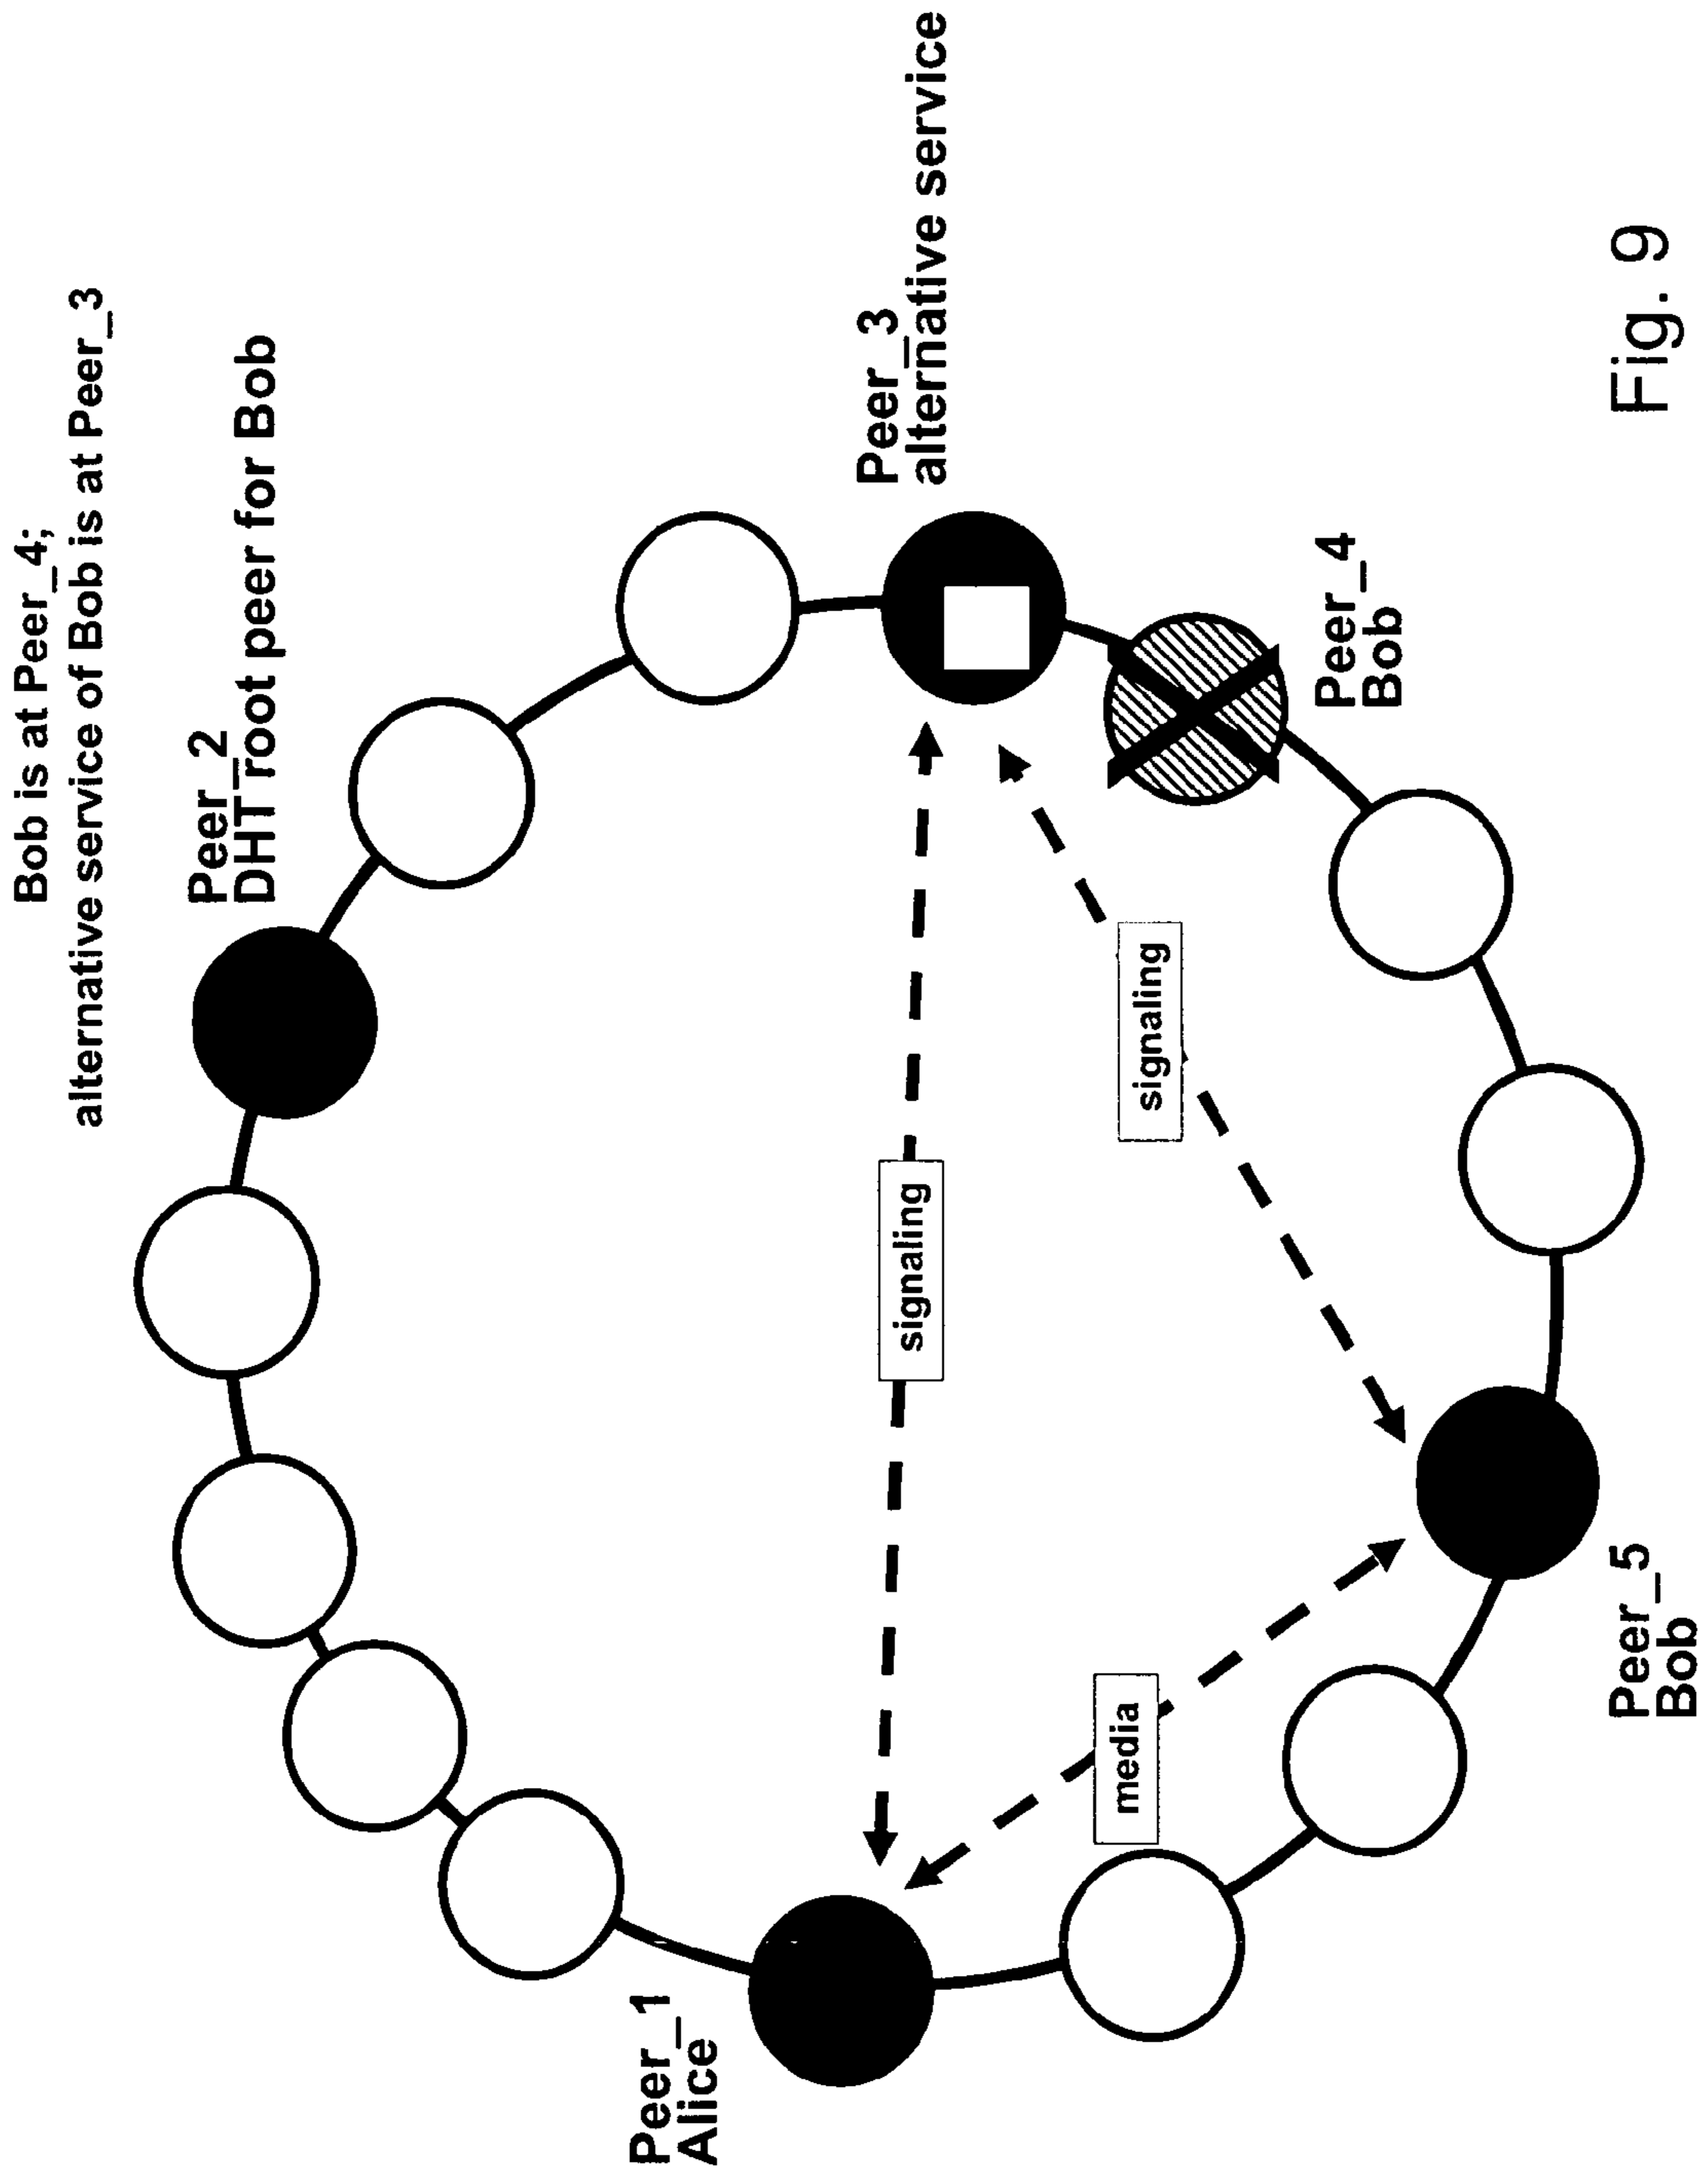 Bob is at Peer_4;
alternative service of Bob is at Peer_3
Peer_2
DHT root peer for Bob
Peer_3
alternative service
Peer_1
Alice
signaling
signaling
media
Peer_4
Bob
Peer_5
Bob
Fig. 9